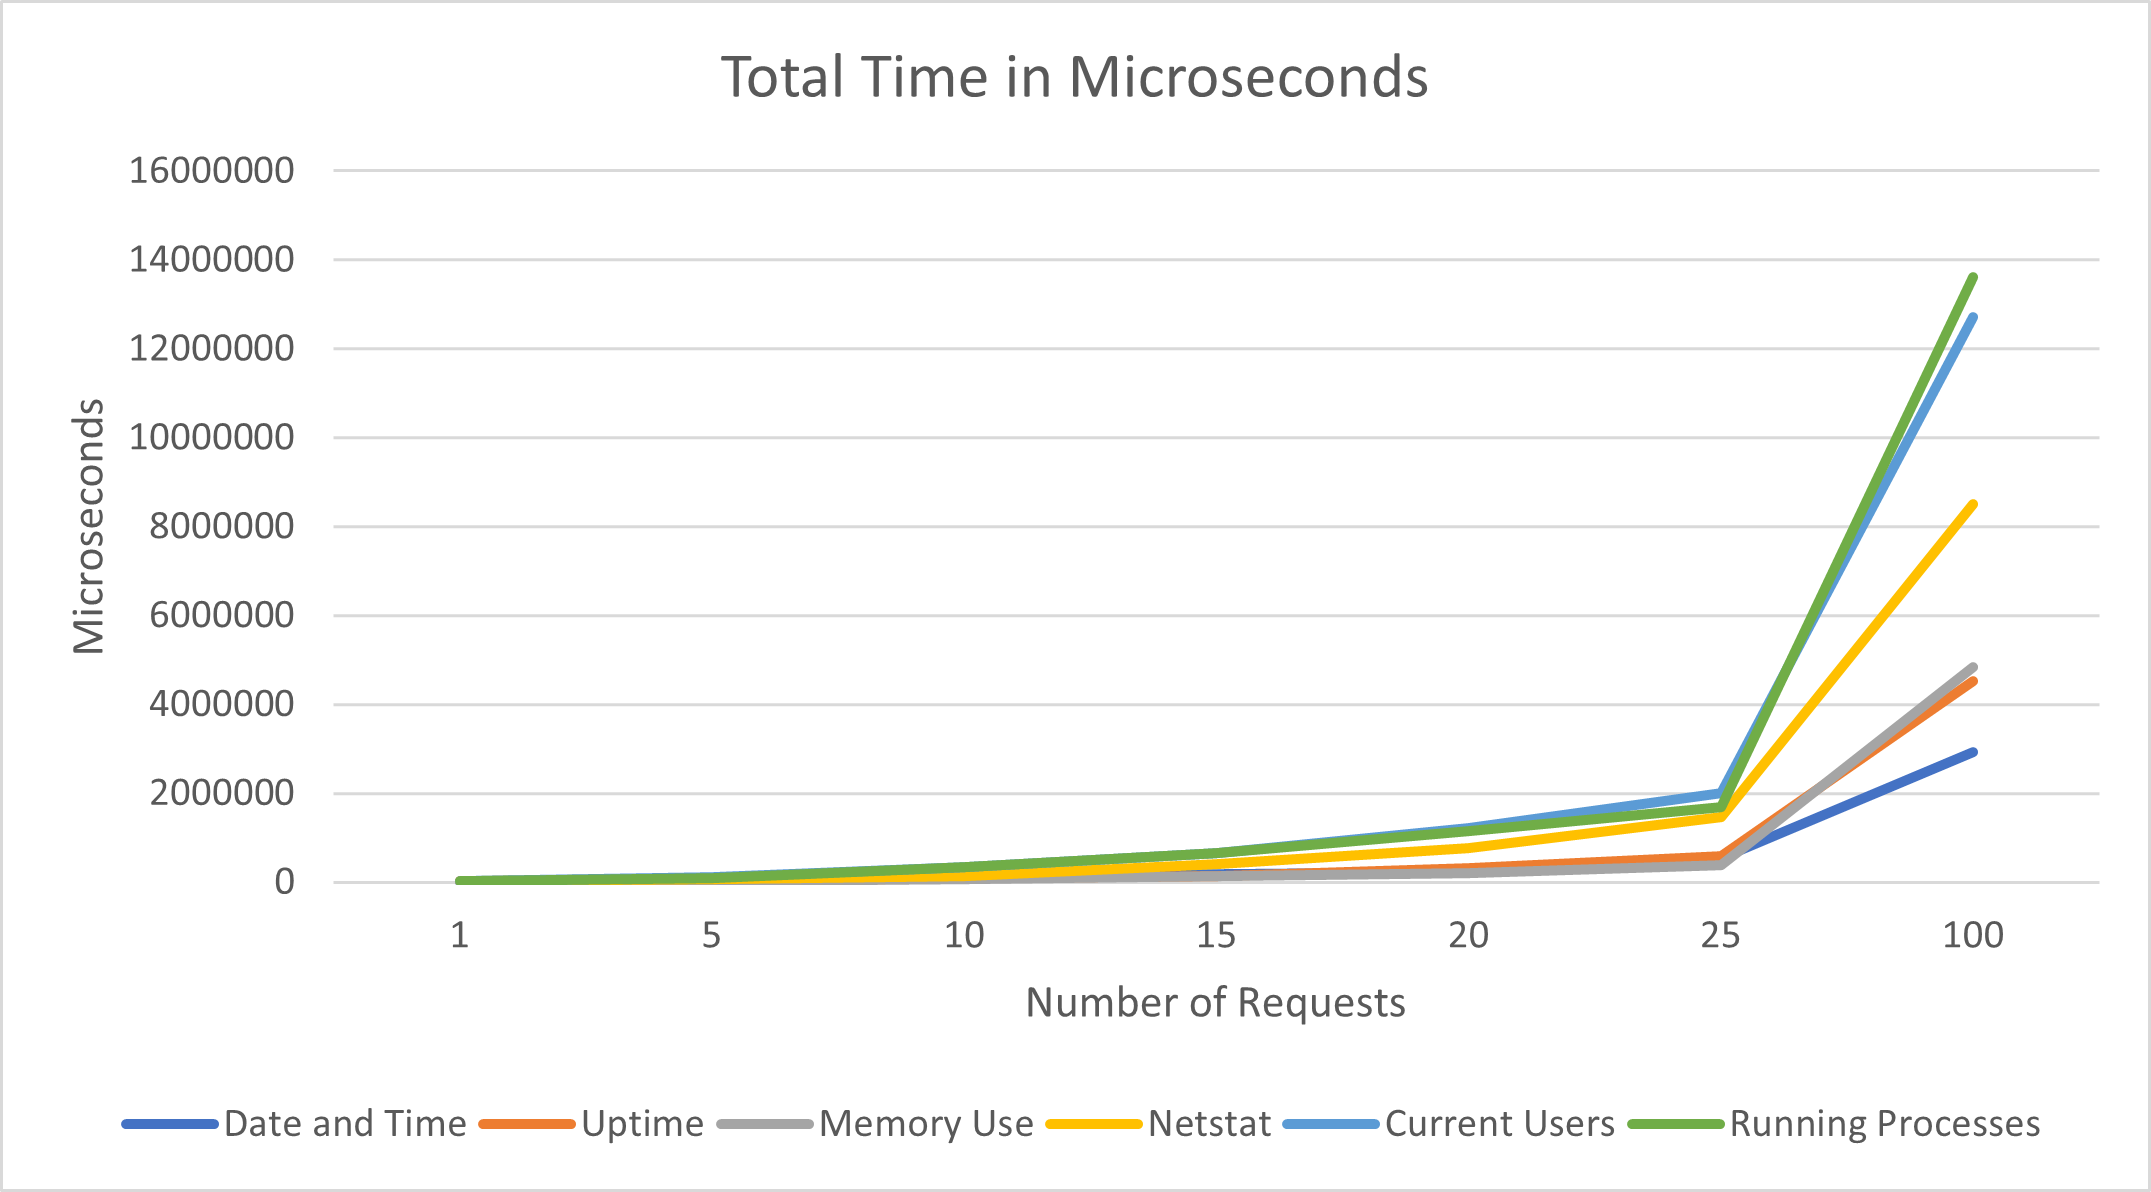 Total Time in Microseconds
16000000
14000000
12000000
10000000
8000000
6000000
4000000
2000000
0
Microseconds
1 5 10 15 20 25 100
Number of Requests
Date and Time Uptime Memory Use Netstat Current Users Running Processes